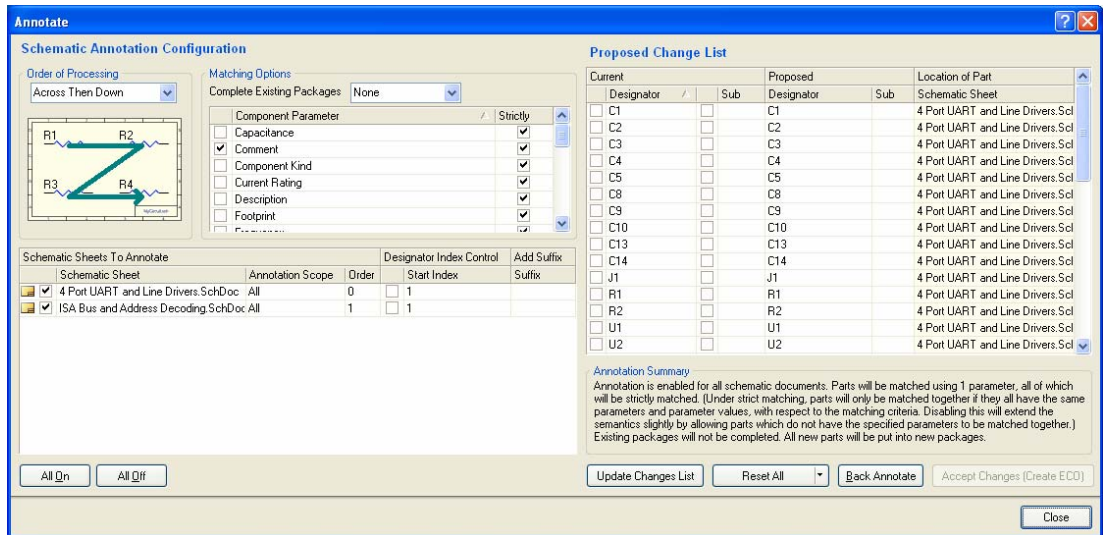 Annotate
Schematic Annotation Configuration
Order of Processing
Across Then Down
R1 R2
R3 R4
Matching Options
Complete Existing Packages None
Component Parameter Strictly
Capacitance
Comment
Component Kind
Current Rating
Description
Footprint
Schematic Sheets To Annotate Designator Index Control Add Suffix
Schematic Sheet Annotation Scope Order Start Index Suffix
4 Port UART and Line Drivers.SchDoc All 0 1
ISA Bus and Address Decoding.SchDoc All 1 1
All On All Off
Proposed Change List
Current Proposed Location of Part
Designator Sub Designator Sub Schematic Sheet
C1 C1 4 Port UART and Line Drivers.Scl
C2 C2 4 Port UART and Line Drivers.Scl
C3 C3 4 Port UART and Line Drivers.Scl
C4 C4 4 Port UART and Line Drivers.Scl
C5 C5 4 Port UART and Line Drivers.Scl
C8 C8 4 Port UART and Line Drivers.Scl
C9 C9 4 Port UART and Line Drivers.Scl
C10 C10 4 Port UART and Line Drivers.Scl
C13 C13 4 Port UART and Line Drivers.Scl
C14 C14 4 Port UART and Line Drivers.Scl
J1 J1 4 Port UART and Line Drivers.Scl
R1 R1 4 Port UART and Line Drivers.Scl
R2 R2 4 Port UART and Line Drivers.Scl
U1 U1 4 Port UART and Line Drivers.Scl
U2 U2 4 Port UART and Line Drivers.Scl
Annotation Summary
Annotation is enabled for all schematic documents. Parts will be matched using 1 parameter, all of which
will be strictly matched. (Under strict matching, parts will only be matched together if they all have the same
parameters and parameter values, with respect to the matching criteria. Disabling this will extend the
semantics slightly by allowing parts which do not have the specified parameters to be matched together.)
Existing packages will not be completed. All new parts will be put into new packages.
Update Changes List Reset All Back Annotate Accept Changes (Create ECO)
Close